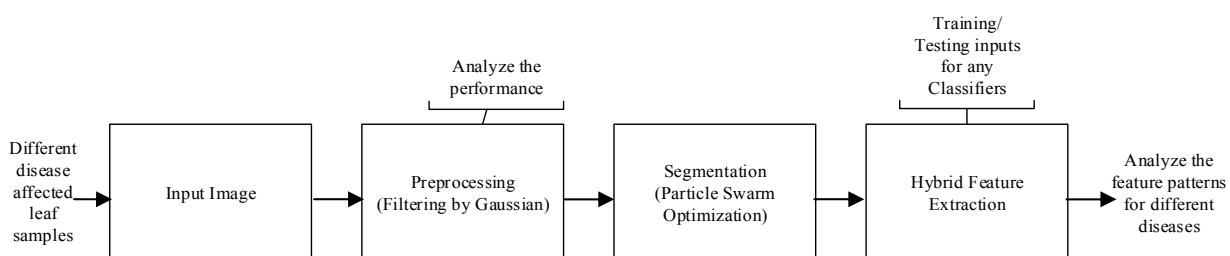 Different
disease
affected
leaf
samples
Input Image
Analyze the
performance
Preprocessing
(Filtering by Gaussian)
Segmentation
(Particle Swarm
Optimization)
Training/
Testing inputs
for any
Classifiers
Hybrid Feature
Extraction
Analyze the
feature patterns
for different
diseases